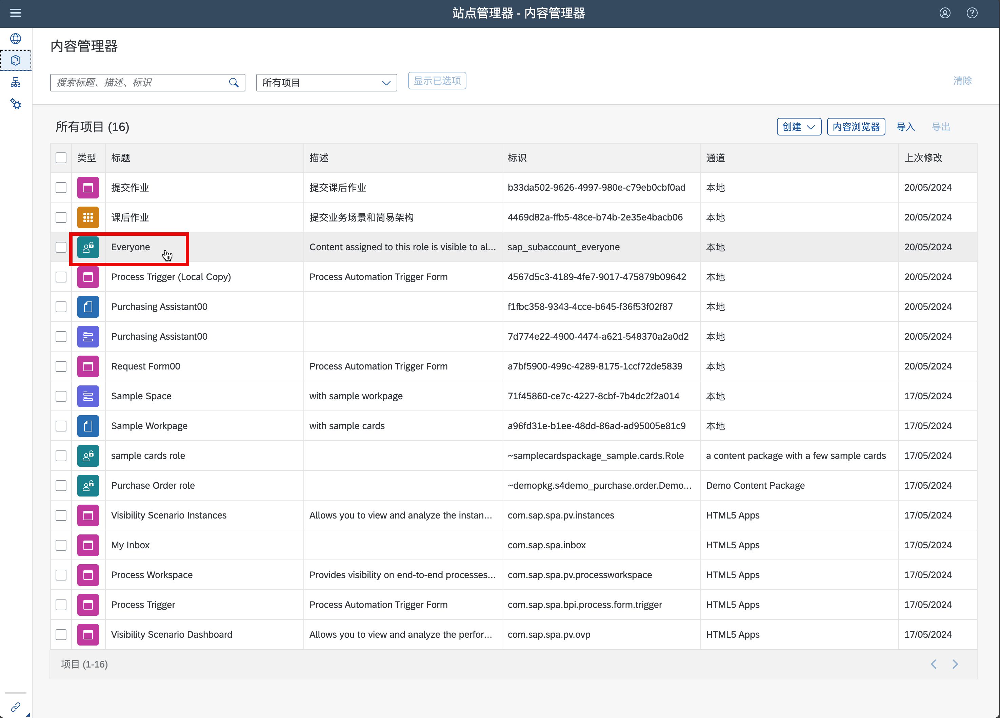 站点管理器 - 内容管理器
内容管理器
搜索标题、描述、标识
所有项目
显示已选项
清除
所有项目 (16)
创建
内容浏览器
导入
导出
类型 标题 描述 标识 通道 上次修改
提交作业 提交课后作业 b33da502-9626-4997-980e-c79eb0cbf0ad 本地 20/05/2024
课后作业 提交业务场景和简易架构 4469d82a-ffb5-48ce-b74b-2e35e4bacb06 本地 20/05/2024
Everyone Content assigned to this role is visible to al... sap_subaccount_everyone 本地 20/05/2024
Process Trigger (Local Copy) Process Automation Trigger Form 4567d5c3-4189-4fe7-9017-475879b09642 本地 20/05/2024
Purchasing Assistant00 f1fbc358-9343-4cce-b645-f36f53f02f87 本地 20/05/2024
Purchasing Assistant00 7d774e22-4900-4474-a621-548370a2a0d2 本地 20/05/2024
Request Form00 Process Automation Trigger Form a7bf5900-499c-4289-8175-1ccf72de5839 本地 20/05/2024
Sample Space with sample workpage 71f45860-ce7c-4227-8cbf-7b4dc2f2a014 本地 17/05/2024
Sample Workpage with sample cards a96fd31e-b1ee-48dd-86ad-ad95005e81c9 本地 17/05/2024
sample cards role ~samplecardspackage_sample.cards.Role a content package with a few sample cards 17/05/2024
Purchase Order role ~demopkg.s4demo_purchase.order.Demo... Demo Content Package 17/05/2024
Visibility Scenario Instances Allows you to view and analyze the instan... com.sap.spa.pv.instances HTML5 Apps 17/05/2024
My Inbox com.sap.spa.inbox HTML5 Apps 17/05/2024
Process Workspace Provides visibility on end-to-end processes... com.sap.spa.pv.processworkspace HTML5 Apps 17/05/2024
Process Trigger Process Automation Trigger Form com.sap.spa.bpi.process.form.trigger HTML5 Apps 17/05/2024
Visibility Scenario Dashboard Allows you to view and analyze the perfor... com.sap.spa.pv.ovp HTML5 Apps 17/05/2024
项目 (1-16)